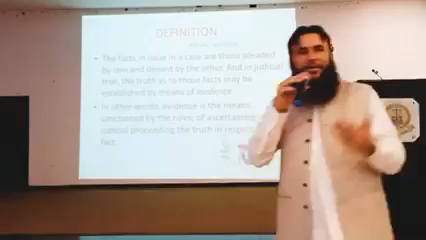 DEFINITION
• The facts in issue in a case are those pleaded
by one and denied by the other. And in judicial
trial, the truth as to those facts may be
established by means of evidence.
• In other words, evidence is the means,
sanctioned by the rules, of ascertaining
judicial proceeding the truth in respect
fact.